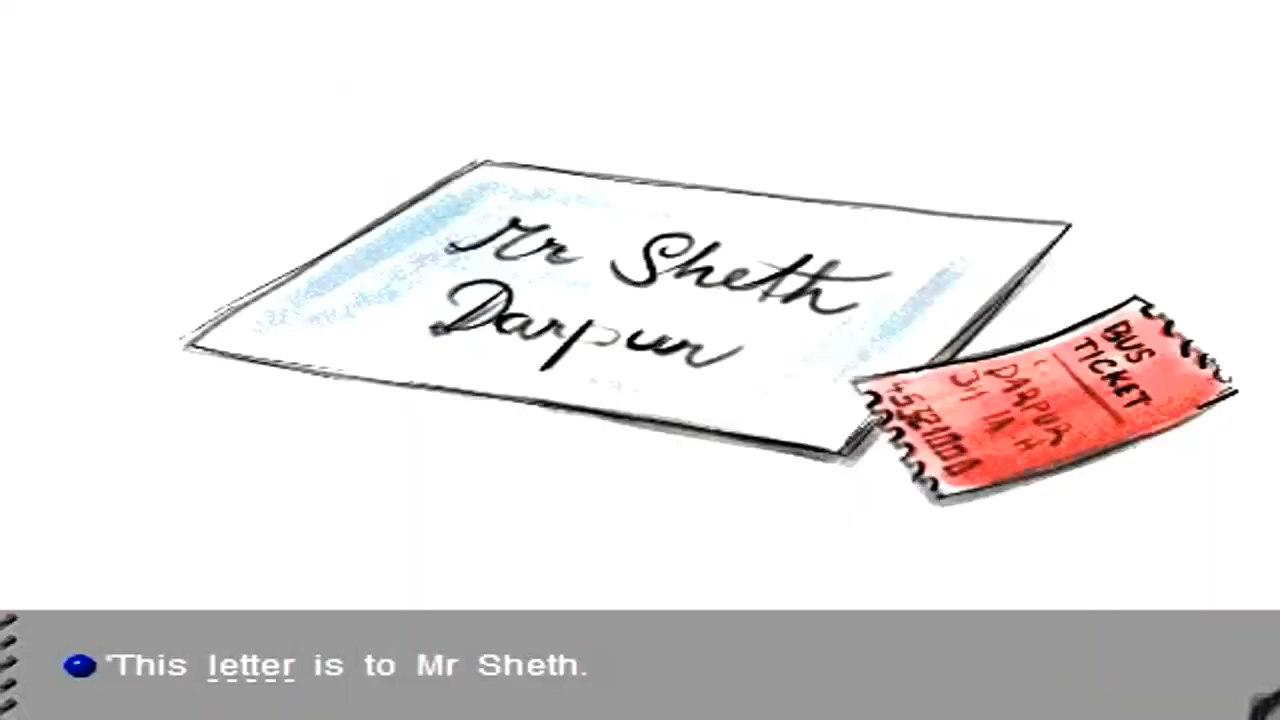 Mr Sheth
Darpur
BUS
TICKET
DARPUR
'This letter is to Mr Sheth.